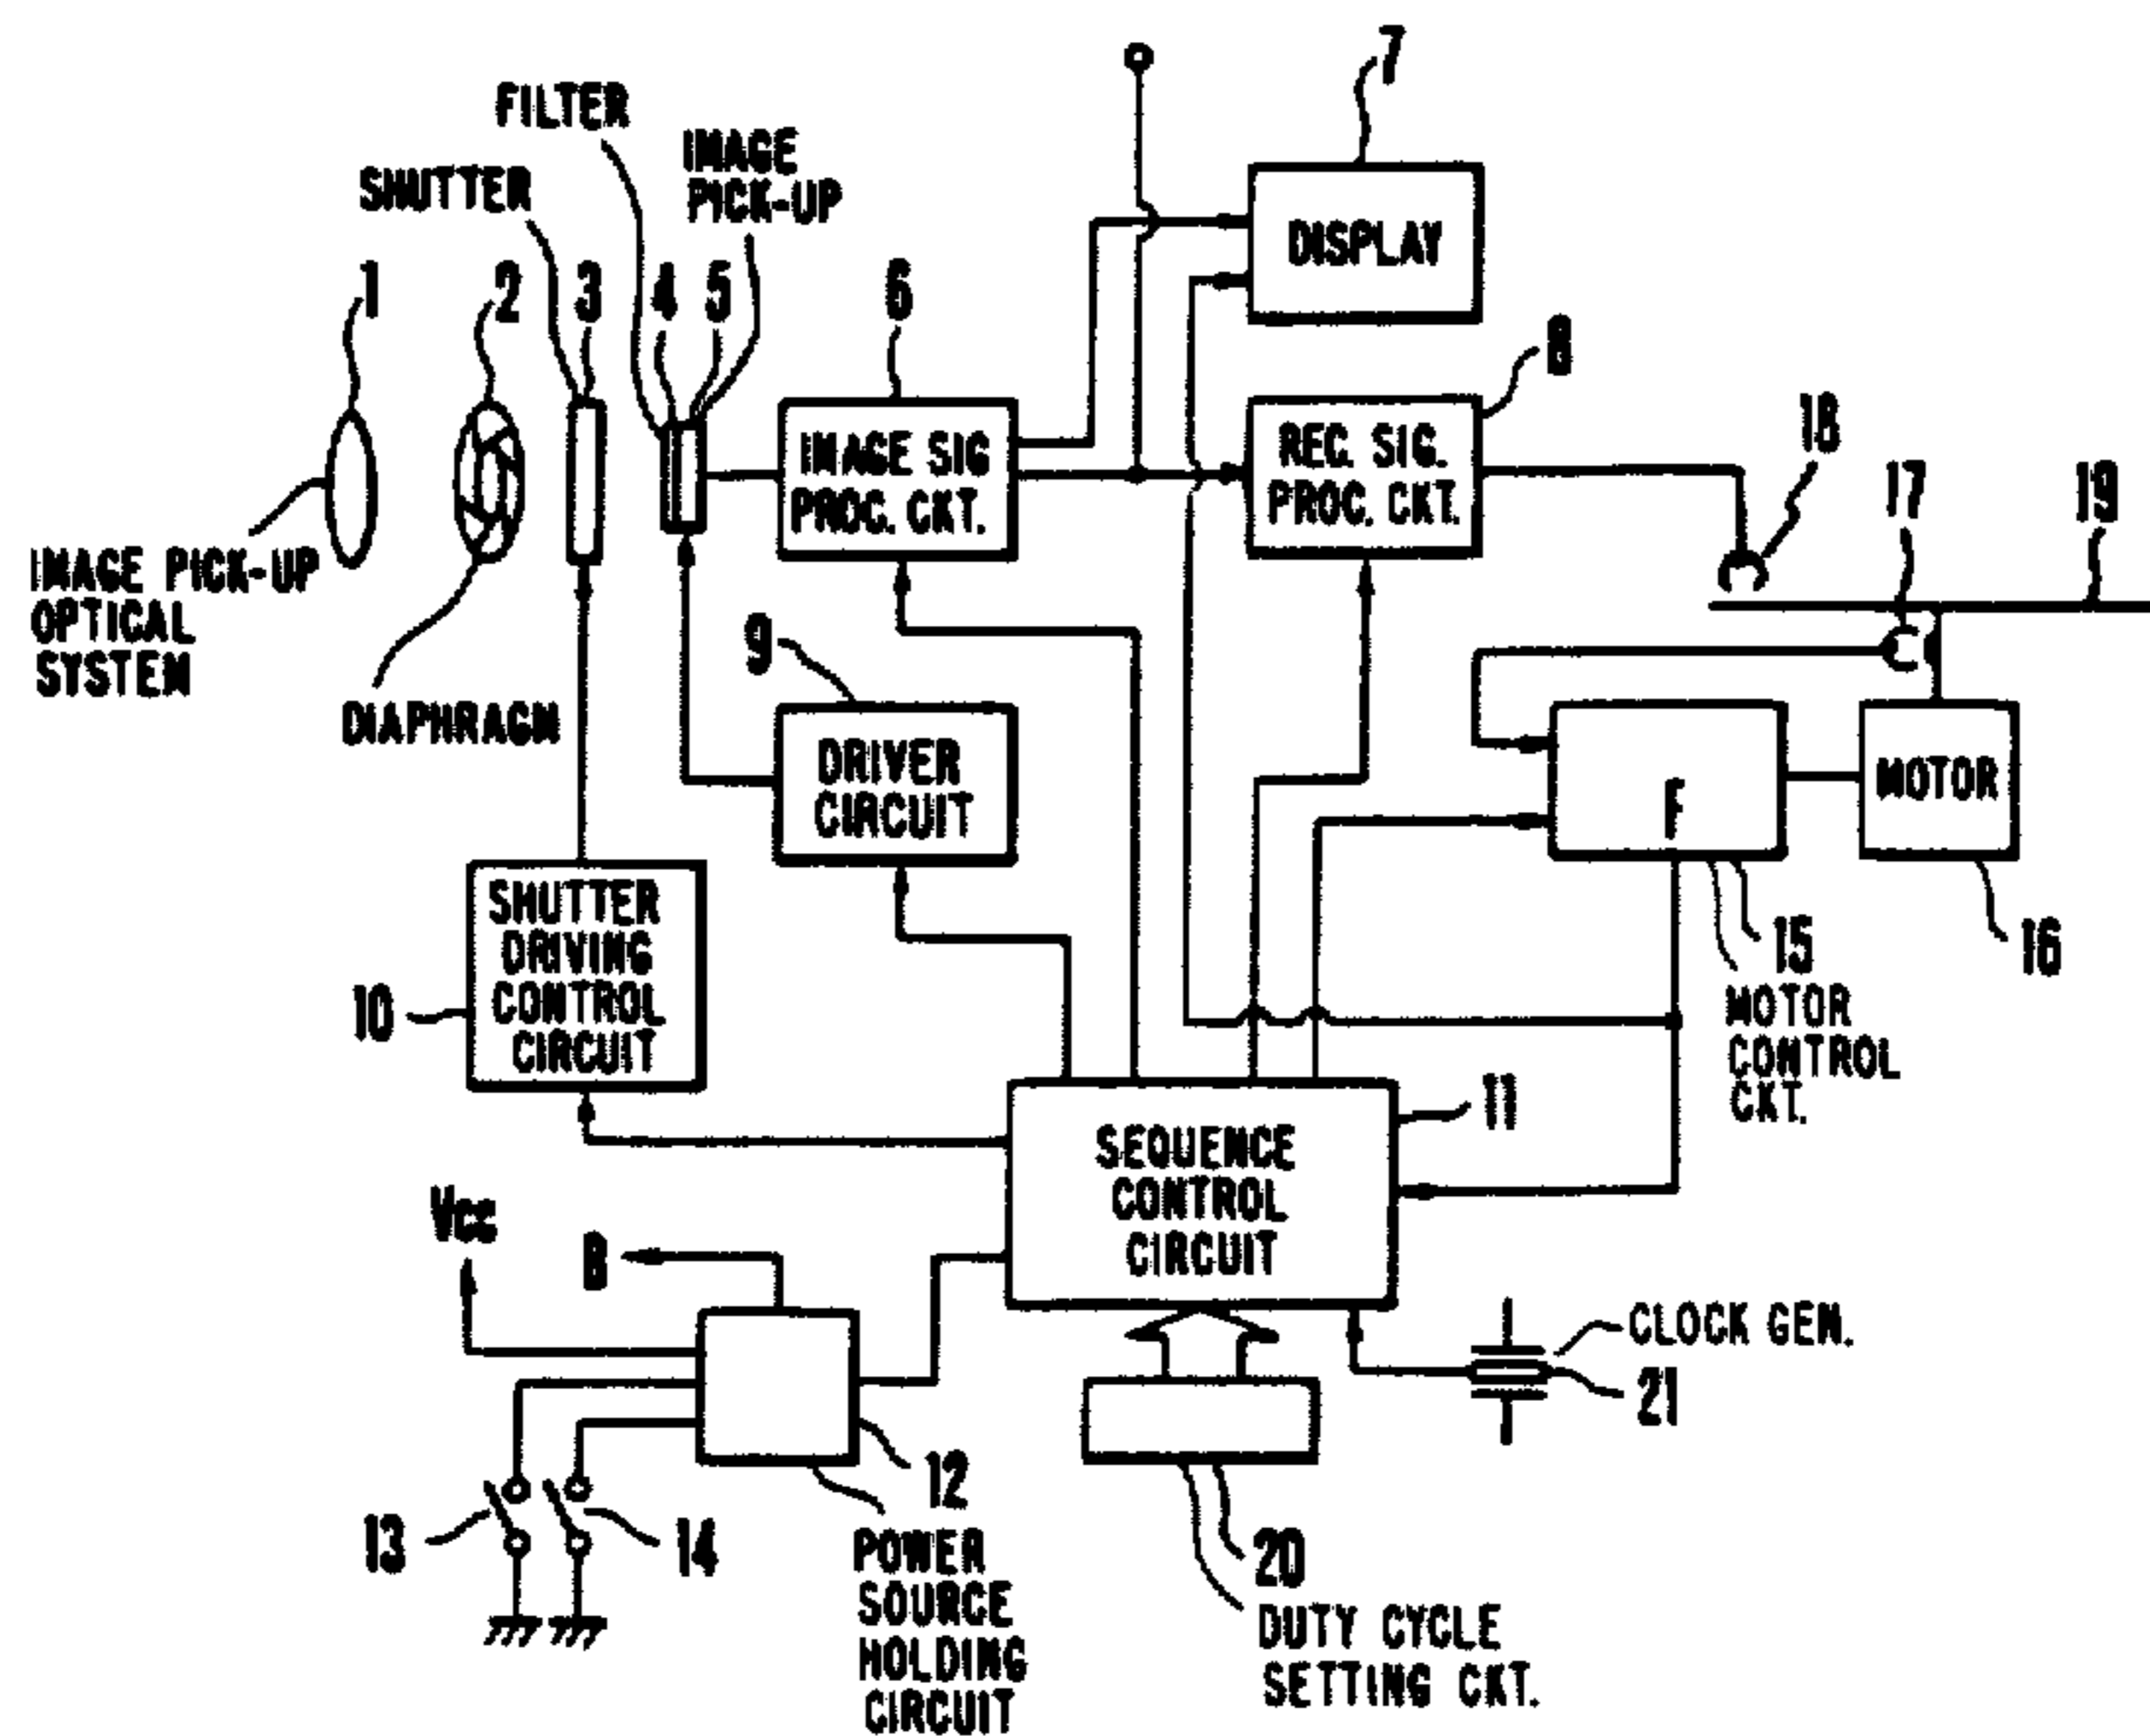 7
FILTER
IMAGE
PICK-UP
SHUTTER
1
2
3
4
5
6
DISPLAY
8
IMAGE SIG
PROC. CKT.
REC. SIG.
PROC. CKT.
18
17
19
IMAGE PICK-UP
OPTICAL
SYSTEM
DIAPHRAGM
9
DRIVER
CIRCUIT
F
MOTOR
SHUTTER
DRIVING
CONTROL
CIRCUIT
10
15
MOTOR
CONTROL
CKT.
16
11
SEQUENCE
CONTROL
CIRCUIT
Vcc
B
CLOCK GEN.
21
12
POWER
SOURCE
HOLDING
CIRCUIT
13
14
20
DUTY CYCLE
SETTING CKT.